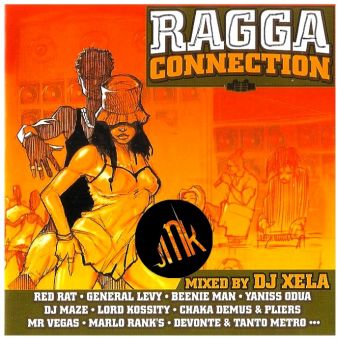 RAGGA
CONNECTION
MIXED BY DJ XELA
RED RAT • GENERAL LEVY • BEENIE MAN • YANISS ODUA
DJ MAZE • LORD KOSSITY • CHAKA DEMUS & PLIERS
MR VEGAS • MARLO RANK'S • DEVONTE & TANTO METRO •••